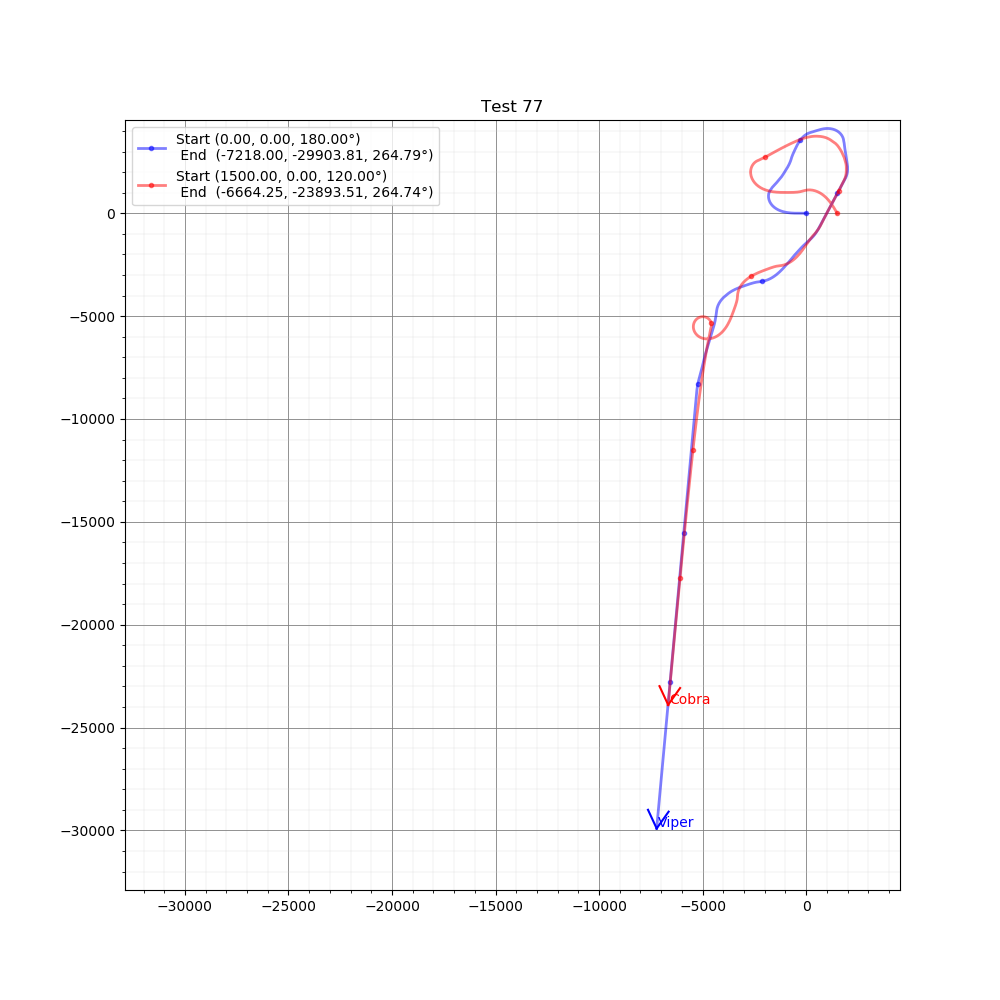 Test 77
Start (0.00, 0.00, 180.00°)
End (-7218.00, -29903.81, 264.79°)
Start (1500.00, 0.00, 120.00°)
End (-6664.25, -23893.51, 264.74°)
0
−5000
−10000
−15000
−20000
−25000
−30000
Cobra
Viper
−30000 −25000 −20000 −15000 −10000 −5000 0